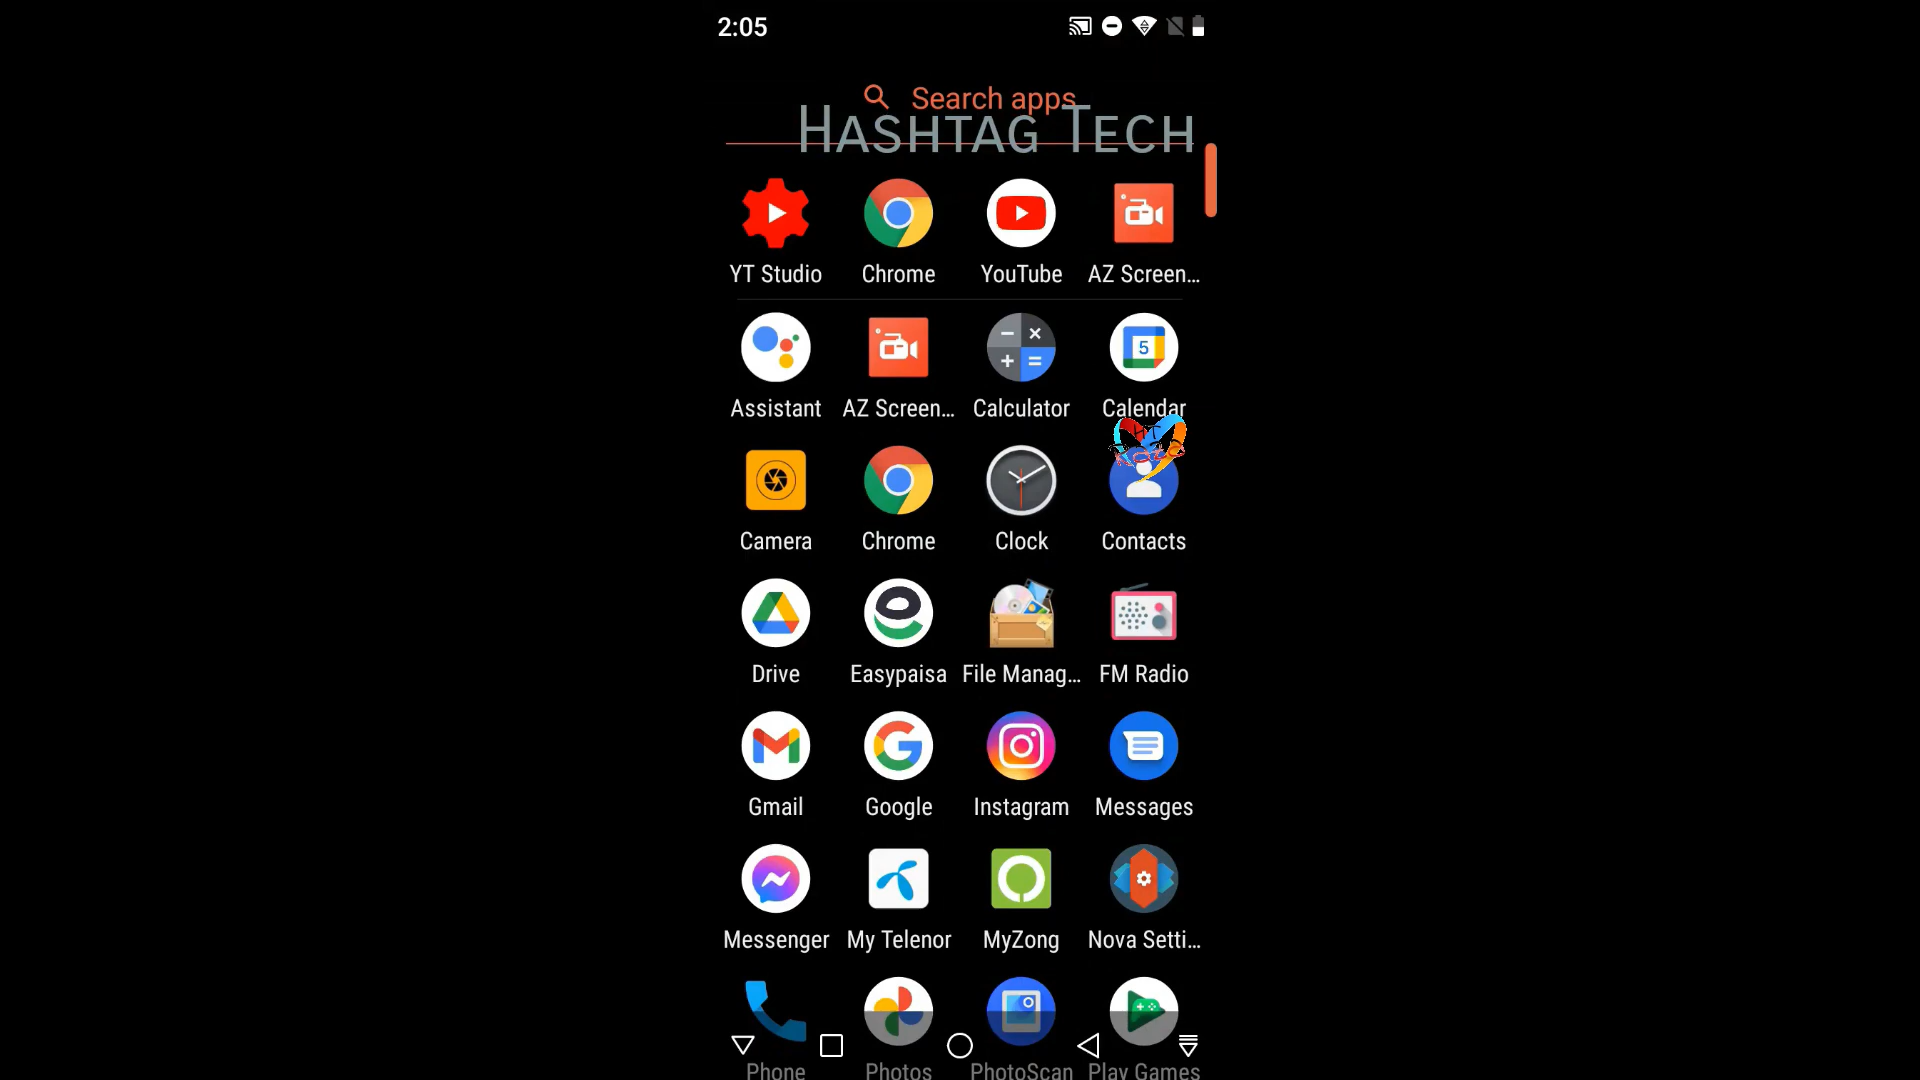 2:05
Search apps
Hashtag Tech
YT Studio Chrome YouTube AZ Screen...
5
Assistant AZ Screen... Calculator Calendar
HT
Camera Chrome Clock Contacts
Drive Easypaisa File Manag... FM Radio
Gmail Google Instagram Messages
Messenger My Telenor MyZong Nova Setti...
Phone Photos PhotoScan Play Games